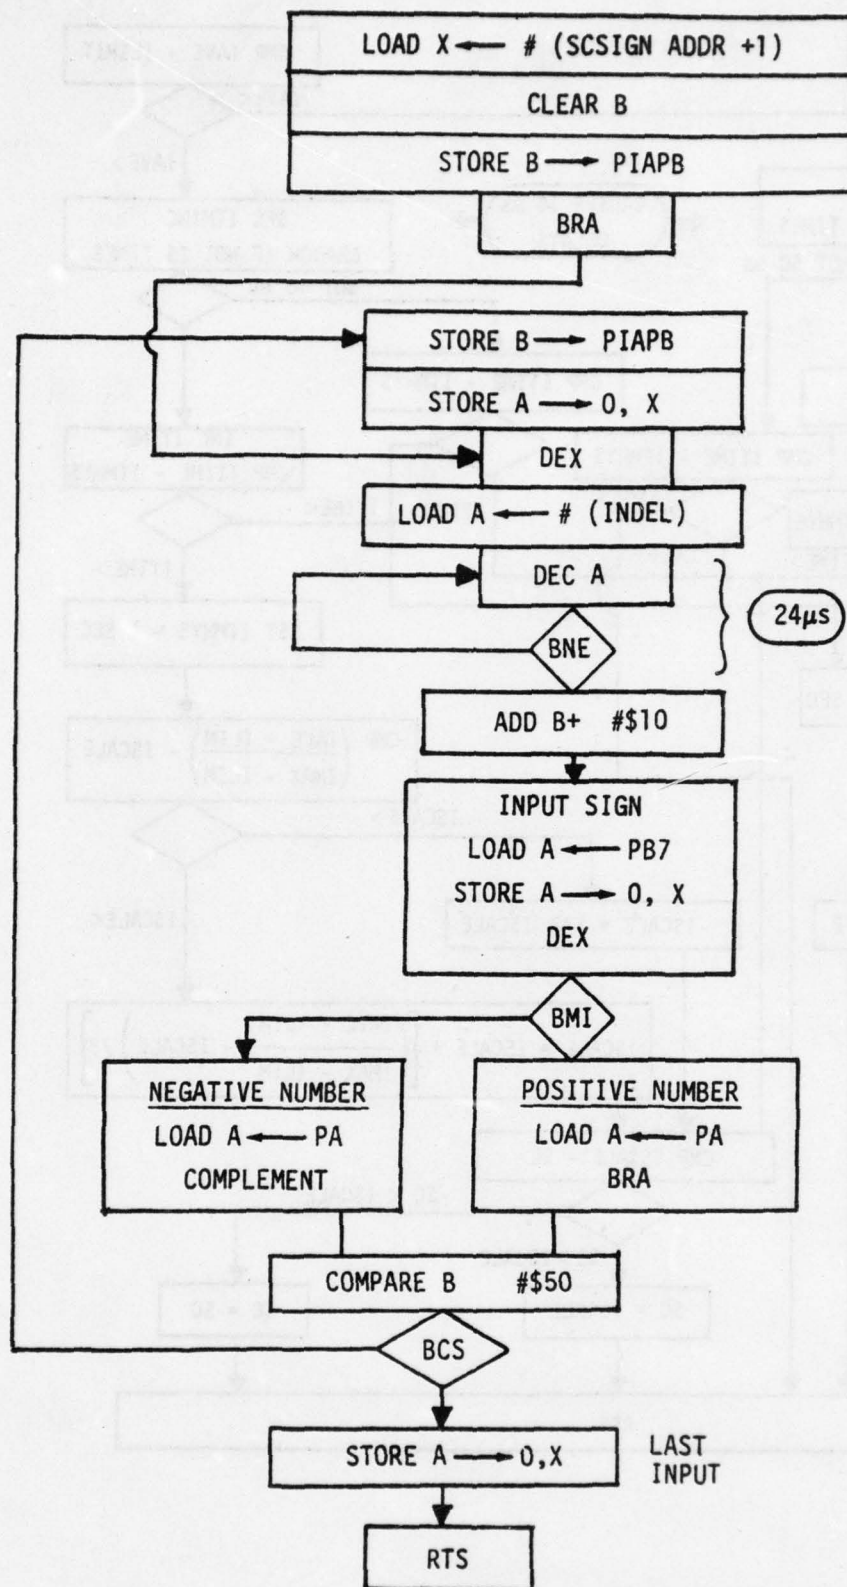 LOAD X ← # (SCSIGN ADDR +1)
CLEAR B
STORE B → PIAPB
BRA
STORE B → PIAPB
STORE A → 0, X
DEX
LOAD A ← # (INDEL)
DEC A
24μs
BNE
ADD B+ #$10
INPUT SIGN
LOAD A ← PB7
STORE A → 0, X
DEX
BMI
NEGATIVE NUMBER
LOAD A ← PA
COMPLEMENT
POSITIVE NUMBER
LOAD A ← PA
BRA
COMPARE B #$50
BCS
STORE A → 0,X
LAST
INPUT
RTS